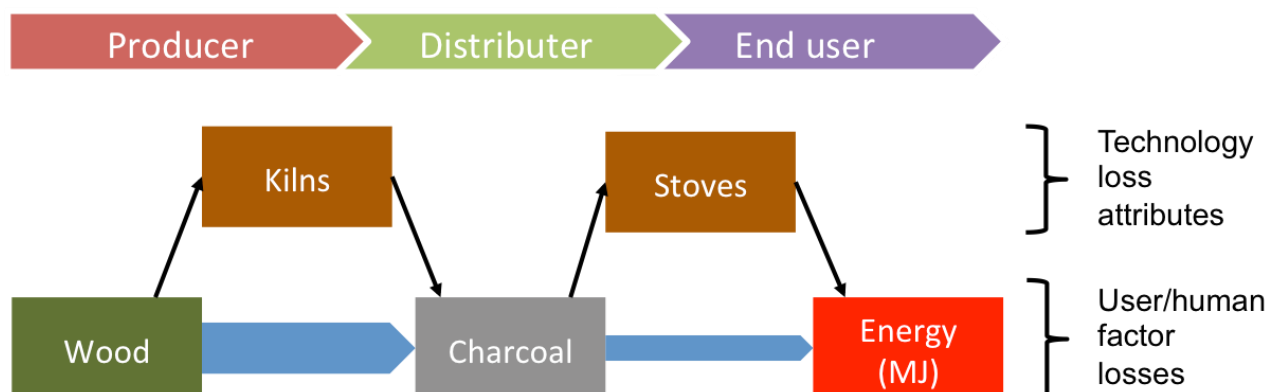 Producer
Distributer
End user
Kilns
Stoves
Technology
loss
attributes
Wood
Charcoal
Energy
(MJ)
User/human
factor
losses